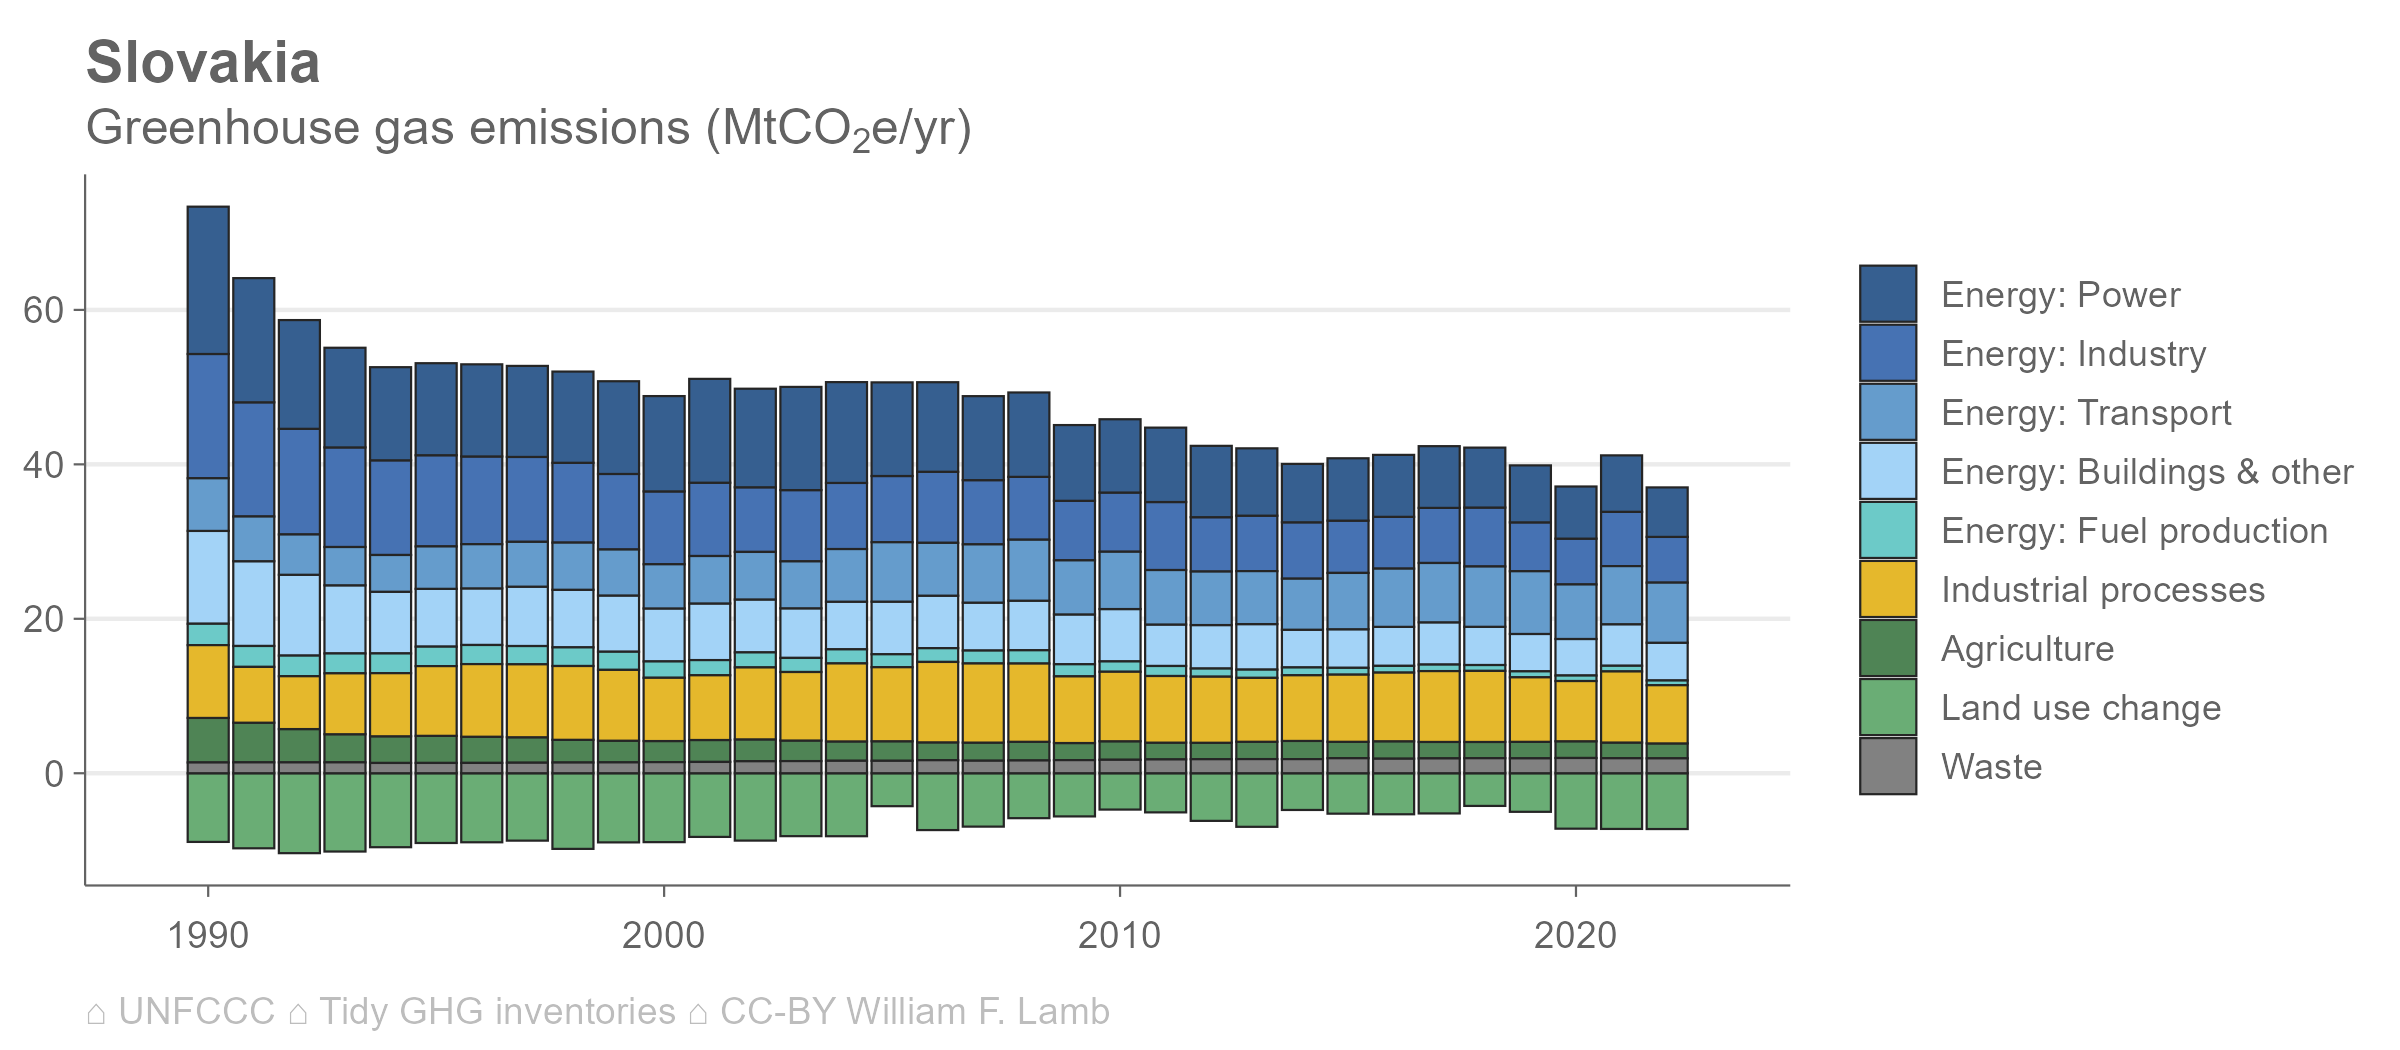 Slovakia
Greenhouse gas emissions (MtCO₂e/yr)
60
40
20
0
1990 2000 2010 2020
Energy: Power
Energy: Industry
Energy: Transport
Energy: Buildings & other
Energy: Fuel production
Industrial processes
Agriculture
Land use change
Waste
⌂ UNFCCC ⌂ Tidy GHG inventories ⌂ CC-BY William F. Lamb